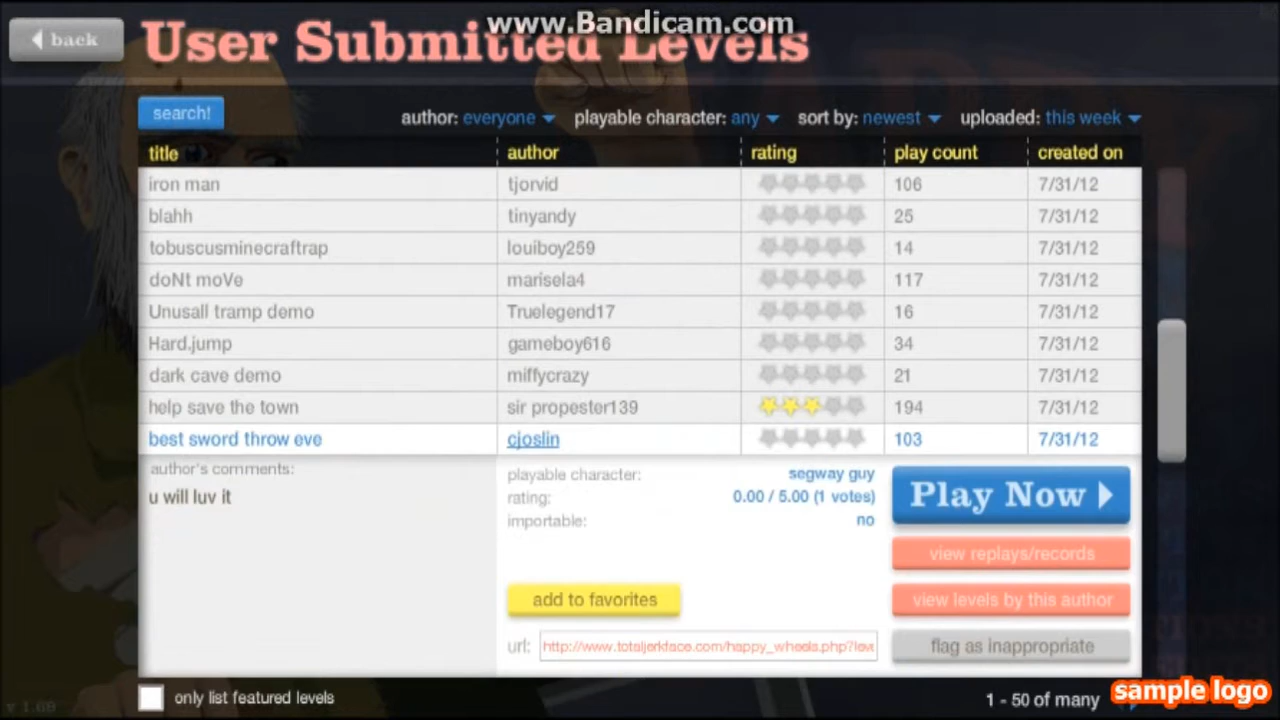 www.Bandicam.com
back
User Submitted Levels
search!
author: everyone playable character: any sort by: newest uploaded: this week
title author rating play count created on
iron man tjorvid 106 7/31/12
blahh tinyandy 25 7/31/12
tobuscusminecraftrap louiboy259 14 7/31/12
doNt moVe marisela4 117 7/31/12
Unusall tramp demo Truelegend17 16 7/31/12
Hard.jump gameboy616 34 7/31/12
dark cave demo miffycrazy 21 7/31/12
help save the town sir propester139 194 7/31/12
best sword throw eve cjoslin 103 7/31/12
author's comments:
u will luv it
playable character: segway guy
rating: 0.00 / 5.00 (1 votes)
importable: no
add to favorites
url: http://www.totaljerkface.com/happy_wheels.php?leve
Play Now
view replays/records
view levels by this author
flag as inappropriate
only list featured levels
1 - 50 of many
sample logo
v 1.68